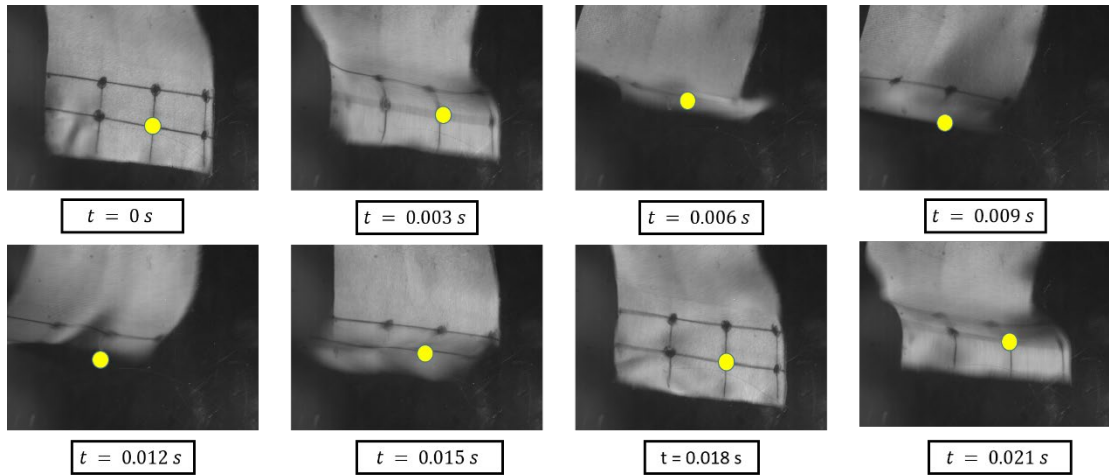 t = 0 s
t = 0.003 s
t = 0.006 s
t = 0.009 s
t = 0.012 s
t = 0.015 s
t = 0.018 s
t = 0.021 s